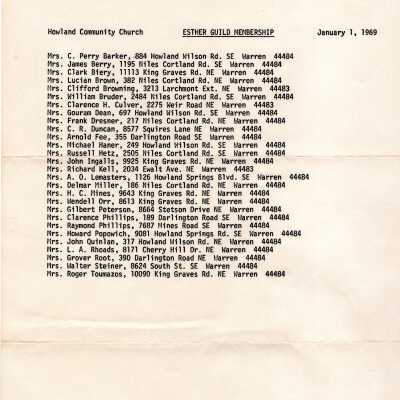 Howland Community Church ESTHER GUILD MEMBERSHIP January 1, 1969
Mrs. C. Perry Barker, 884 Howland Wilson Rd. SE Warren 44484
Mrs. James Berry, 1195 Niles Cortland Rd. SE Warren 44484
Mrs. Clark Biery, 11113 King Graves Rd. NE Warren 44484
Mrs. Lucian Brown, 382 Niles Cortland Rd. NE Warren 44484
Mrs. Clifford Browning, 3213 Larchmont Ext. NE Warren 44483
Mrs. William Bruder, 2484 Niles Cortland Rd. SE Warren 44484
Mrs. Clarence H. Culver, 2275 Weir Road NE Warren 44483
Mrs. Gouram Dean, 697 Howland Wilson Rd. SE Warren 44484
Mrs. Frank Dresmer, 217 Niles Cortland Rd. NE Warren 44484
Mrs. C. R. Duncam, 8577 Squires Lane NE Warren 44484
Mrs. Arnold Fee, 355 Darlington Road SE Warren 44484
Mrs. Michael Haner, 249 Howland Wilson Rd. SE Warren 44484
Mrs. Russell Hetz, 2505 Niles Cortland Rd. SE Warren 44484
Mrs. John Ingalls, 3925 King Graves Rd. NE Warren 44484
Mrs. Richard Kell, 2034 Ewalt Ave. NE Warren 44483
Mrs. A. O. Lemasters, 1126 Howland Springs Blvd. SE Warren 44484
Mrs. Delmar Miller, 186 Niles Cortland Rd. NE Warren 44484
Mrs. H. C. Mines, 9643 King Graves Rd. NE Warren 44484
Mrs. Wendell Orr, 8613 King Graves Rd. NE Warren 44484
Mrs. Gilbert Peterson, 8664 Stetson Drive NE Warren 44484
Mrs. Clarence Phillips, 189 Darlington Road SE Warren 44484
Mrs. Raymond Phillips, 7687 Hines Road SE Warren 44484
Mrs. Howard Popowich, 9081 Howland Springs Rd. SE Warren 44484
Mrs. John Quinlan, 317 Howland Wilson Rd. NE Warren 44484
Mrs. L. A. Rhoads, 8171 Cherry Hill Dr. NE Warren 44484
Mrs. Grover Root, 390 Darlington Road NE Warren 44484
Mrs. Walter Steiner, 8624 South St. SE Warren 44484
Mrs. Roger Toumazos, 10090 King Graves Rd. NE Warren 44484